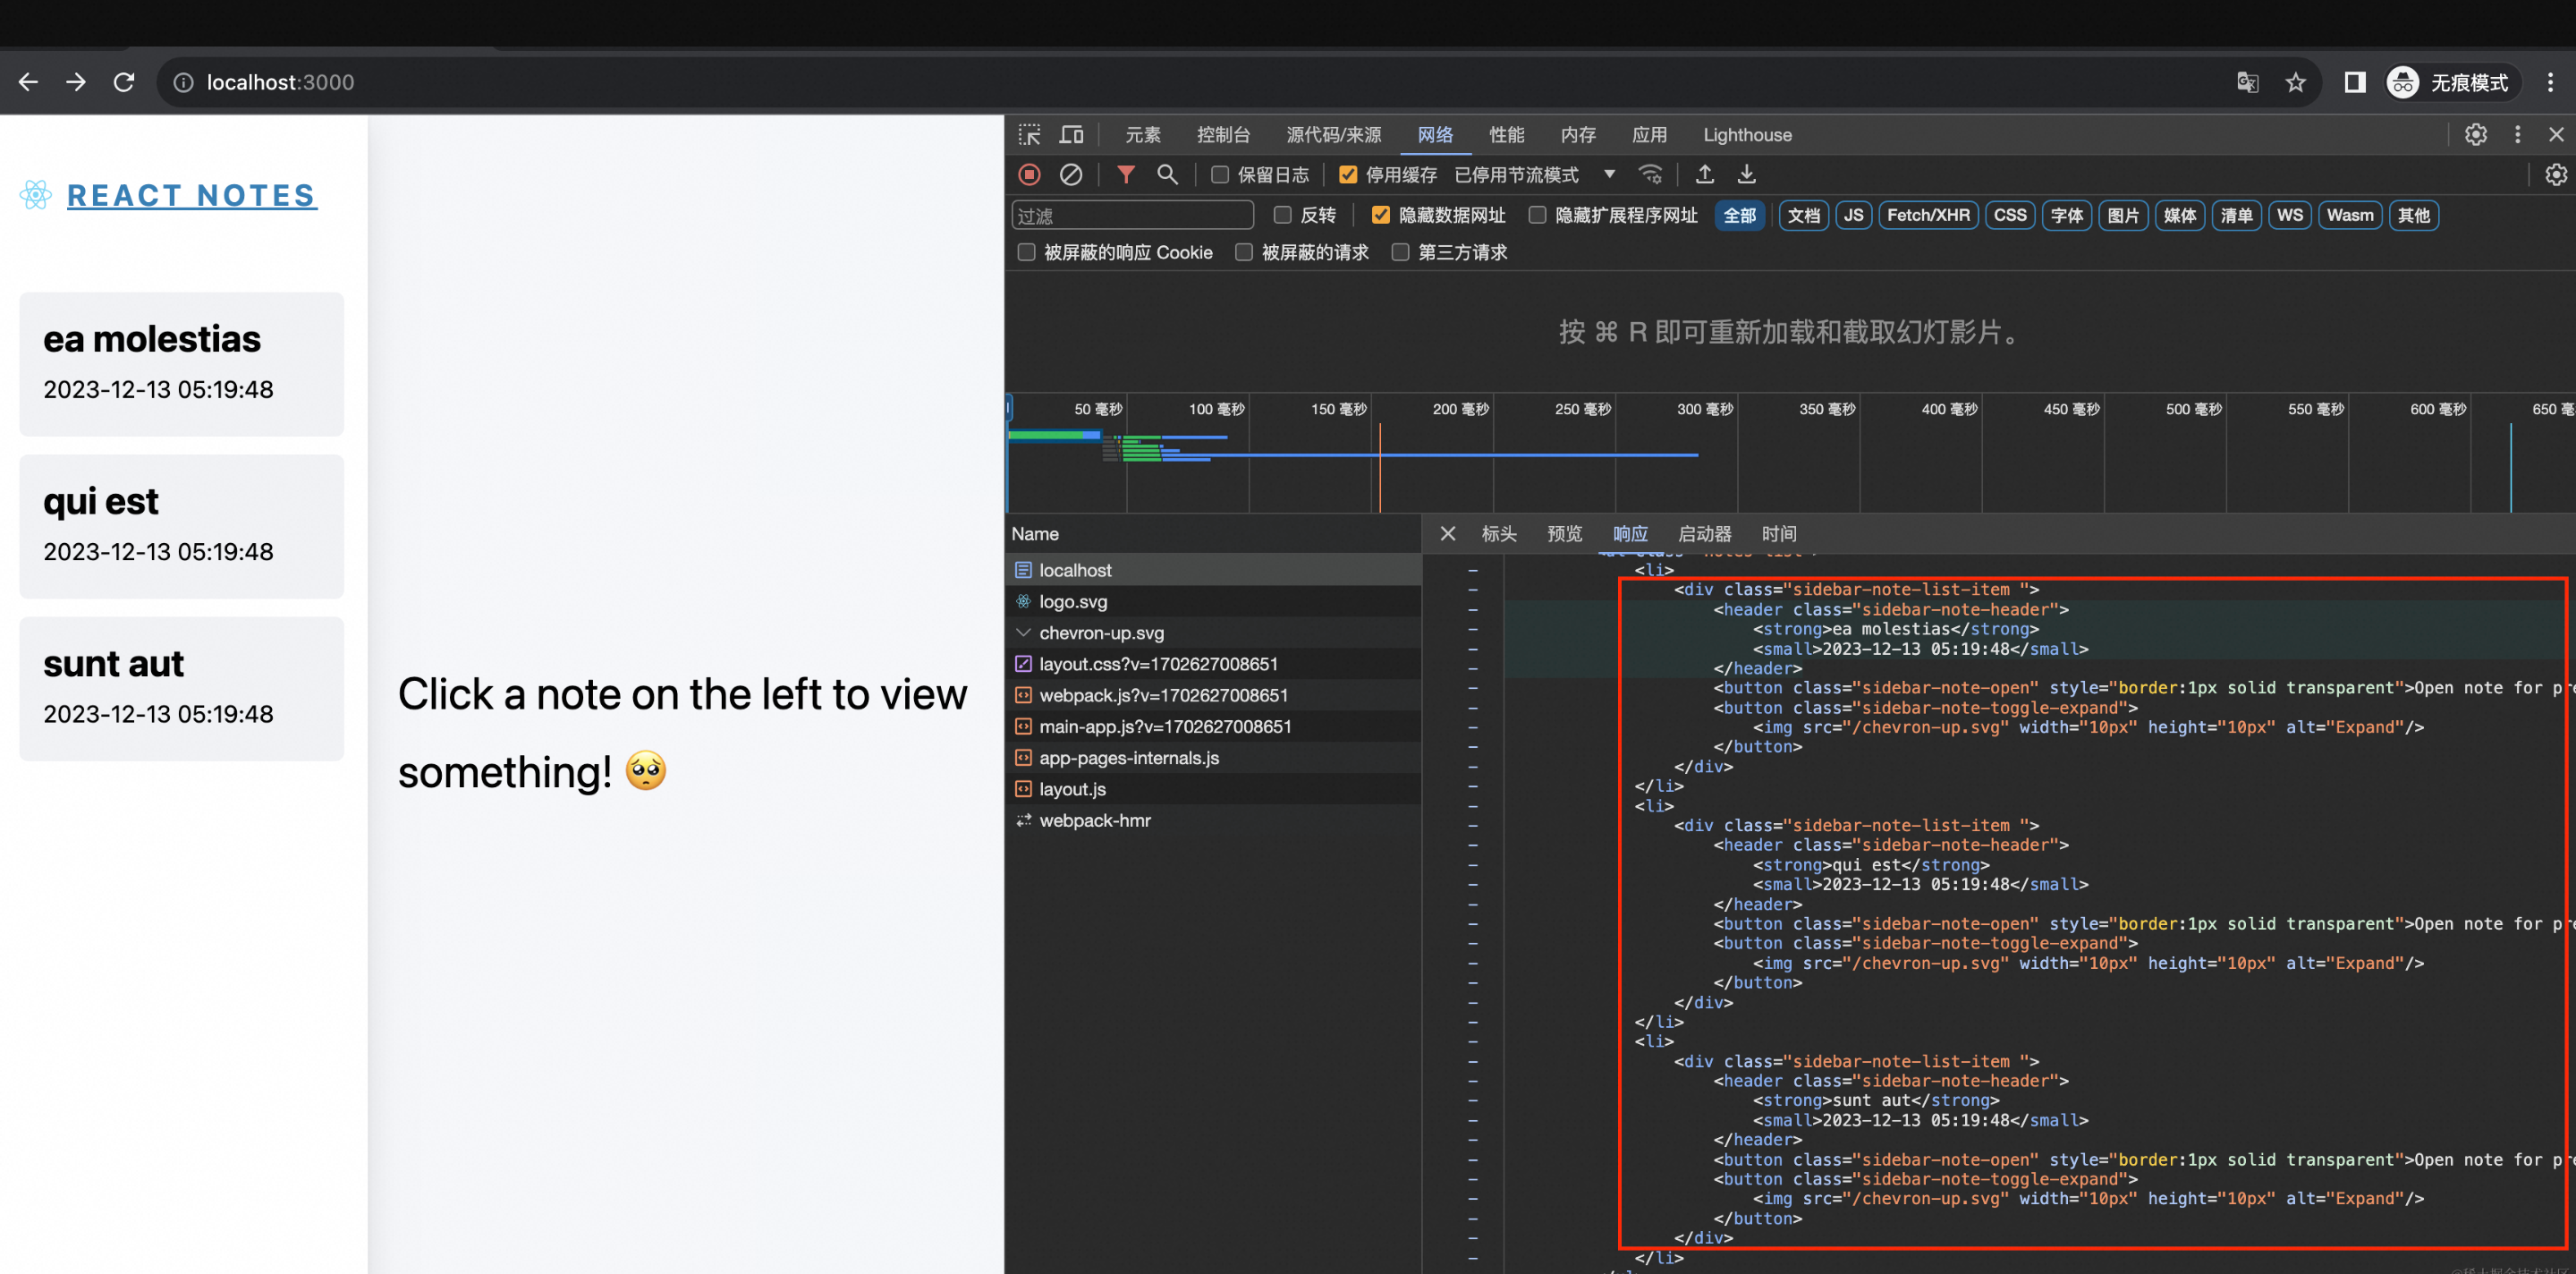 localhost:3000
无痕模式
REACT NOTES
ea molestias
2023-12-13 05:19:48
qui est
2023-12-13 05:19:48
sunt aut
2023-12-13 05:19:48
Click a note on the left to view
something! 🥺
元素 控制台 源代码/来源 网络 性能 内存 应用 Lighthouse
保留日志 停用缓存 已停用节流模式
过滤 反转 隐藏数据网址 隐藏扩展程序网址 全部 文档 JS Fetch/XHR CSS 字体 图片 媒体 清单 WS Wasm 其他
被屏蔽的响应 Cookie 被屏蔽的请求 第三方请求
按 ⌘ R 即可重新加载和截取幻灯影片。
50 毫秒 100 毫秒 150 毫秒 200 毫秒 250 毫秒 300 毫秒 350 毫秒 400 毫秒 450 毫秒 500 毫秒 550 毫秒 600 毫秒 650 毫
Name
localhost
logo.svg
chevron-up.svg
layout.css?v=1702627008651
webpack.js?v=1702627008651
main-app.js?v=1702627008651
app-pages-internals.js
layout.js
webpack-hmr
标头 预览 响应 启动器 时间
<li>
<div class="sidebar-note-list-item ">
<header class="sidebar-note-header">
<strong>ea molestias</strong>
<small>2023-12-13 05:19:48</small>
</header>
<button class="sidebar-note-open" style="border:1px solid transparent">Open note for pre
<button class="sidebar-note-toggle-expand">
<img src="/chevron-up.svg" width="10px" height="10px" alt="Expand"/>
</button>
</div>
</li>
<li>
<div class="sidebar-note-list-item ">
<header class="sidebar-note-header">
<strong>qui est</strong>
<small>2023-12-13 05:19:48</small>
</header>
<button class="sidebar-note-open" style="border:1px solid transparent">Open note for pre
<button class="sidebar-note-toggle-expand">
<img src="/chevron-up.svg" width="10px" height="10px" alt="Expand"/>
</button>
</div>
</li>
<li>
<div class="sidebar-note-list-item ">
<header class="sidebar-note-header">
<strong>sunt aut</strong>
<small>2023-12-13 05:19:48</small>
</header>
<button class="sidebar-note-open" style="border:1px solid transparent">Open note for pre
<button class="sidebar-note-toggle-expand">
<img src="/chevron-up.svg" width="10px" height="10px" alt="Expand"/>
</button>
</div>
</li>